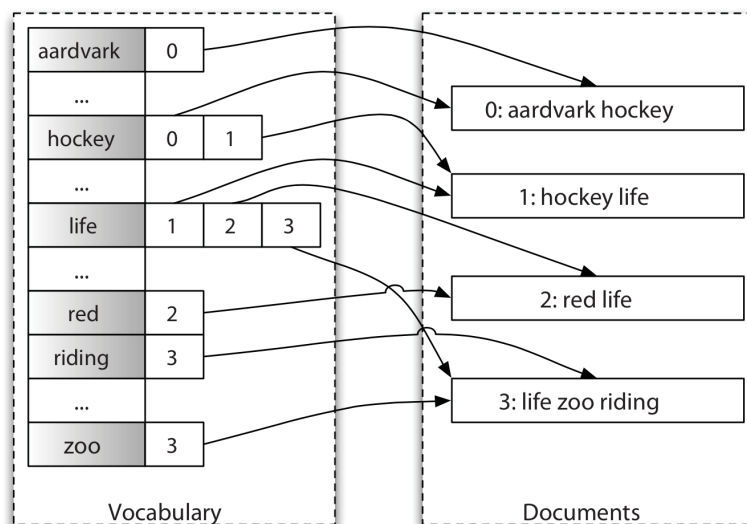 aardvark 0
...
hockey 0 1
...
life 1 2 3
...
red 2
riding 3
...
zoo 3
Vocabulary
0: aardvark hockey
1: hockey life
2: red life
3: life zoo riding
Documents